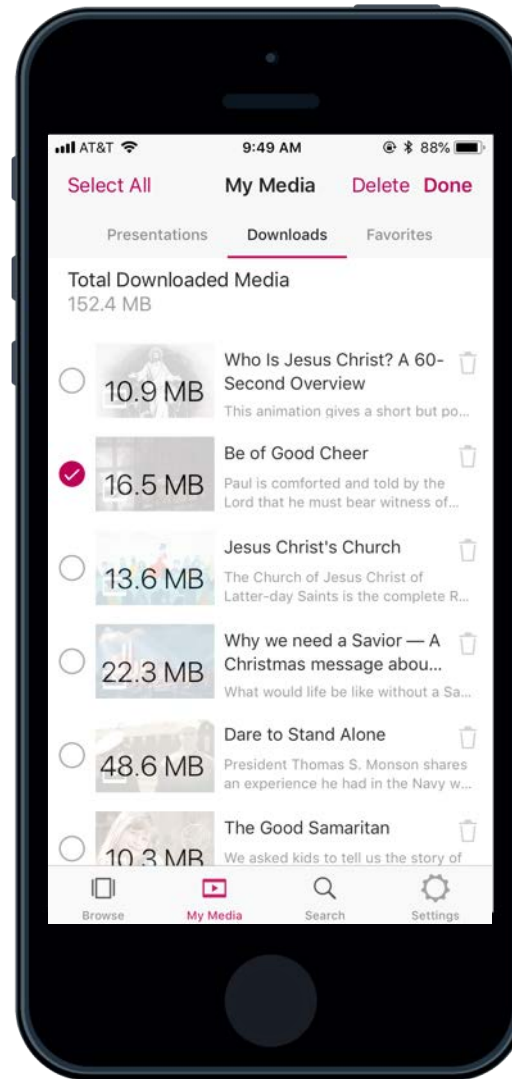 AT&T 9:49 AM 88%
Select All My Media Delete Done
Presentations Downloads Favorites
Total Downloaded Media
152.4 MB
10.9 MB
Who Is Jesus Christ? A 60-
Second Overview
This animation gives a short but po...
16.5 MB
Be of Good Cheer
Paul is comforted and told by the
Lord that he must bear witness of...
13.6 MB
Jesus Christ's Church
The Church of Jesus Christ of
Latter-day Saints is the complete R...
22.3 MB
Why we need a Savior — A
Christmas message abou...
What would life be like without a Sa...
48.6 MB
Dare to Stand Alone
President Thomas S. Monson shares
an experience he had in the Navy w...
10.3 MB
The Good Samaritan
We asked kids to tell us the story of
Browse My Media Search Settings